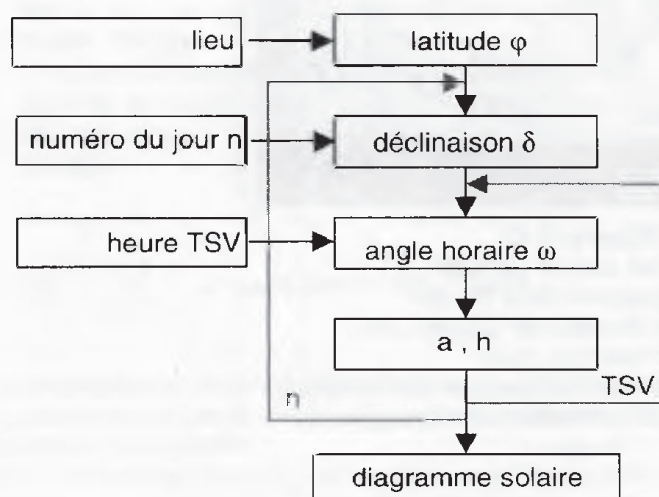 lieu
latitude φ
numéro du jour n
déclinaison δ
heure TSV
angle horaire ω
a , h
n
TSV
diagramme solaire